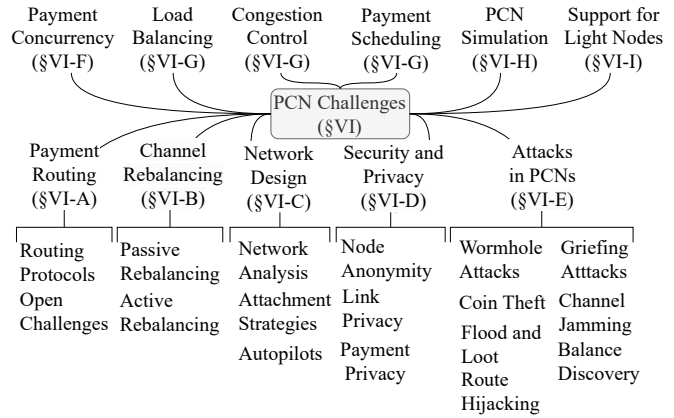 Payment
Concurrency
(§VI-F)
Load
Balancing
(§VI-G)
Congestion
Control
(§VI-G)
Payment
Scheduling
(§VI-G)
PCN
Simulation
(§VI-H)
Support for
Light Nodes
(§VI-I)
PCN Challenges
(§VI)
Payment
Routing
(§VI-A)
Channel
Rebalancing
(§VI-B)
Network
Design
(§VI-C)
Security and
Privacy
(§VI-D)
Attacks
in PCNs
(§VI-E)
Routing
Protocols
Open
Challenges
Passive
Rebalancing
Active
Rebalancing
Network
Analysis
Attachment
Strategies
Autopilots
Node
Anonymity
Link
Privacy
Payment
Privacy
Wormhole
Attacks
Coin Theft
Flood and
Loot
Route
Hijacking
Griefing
Atttacks
Channel
Jamming
Balance
Discovery